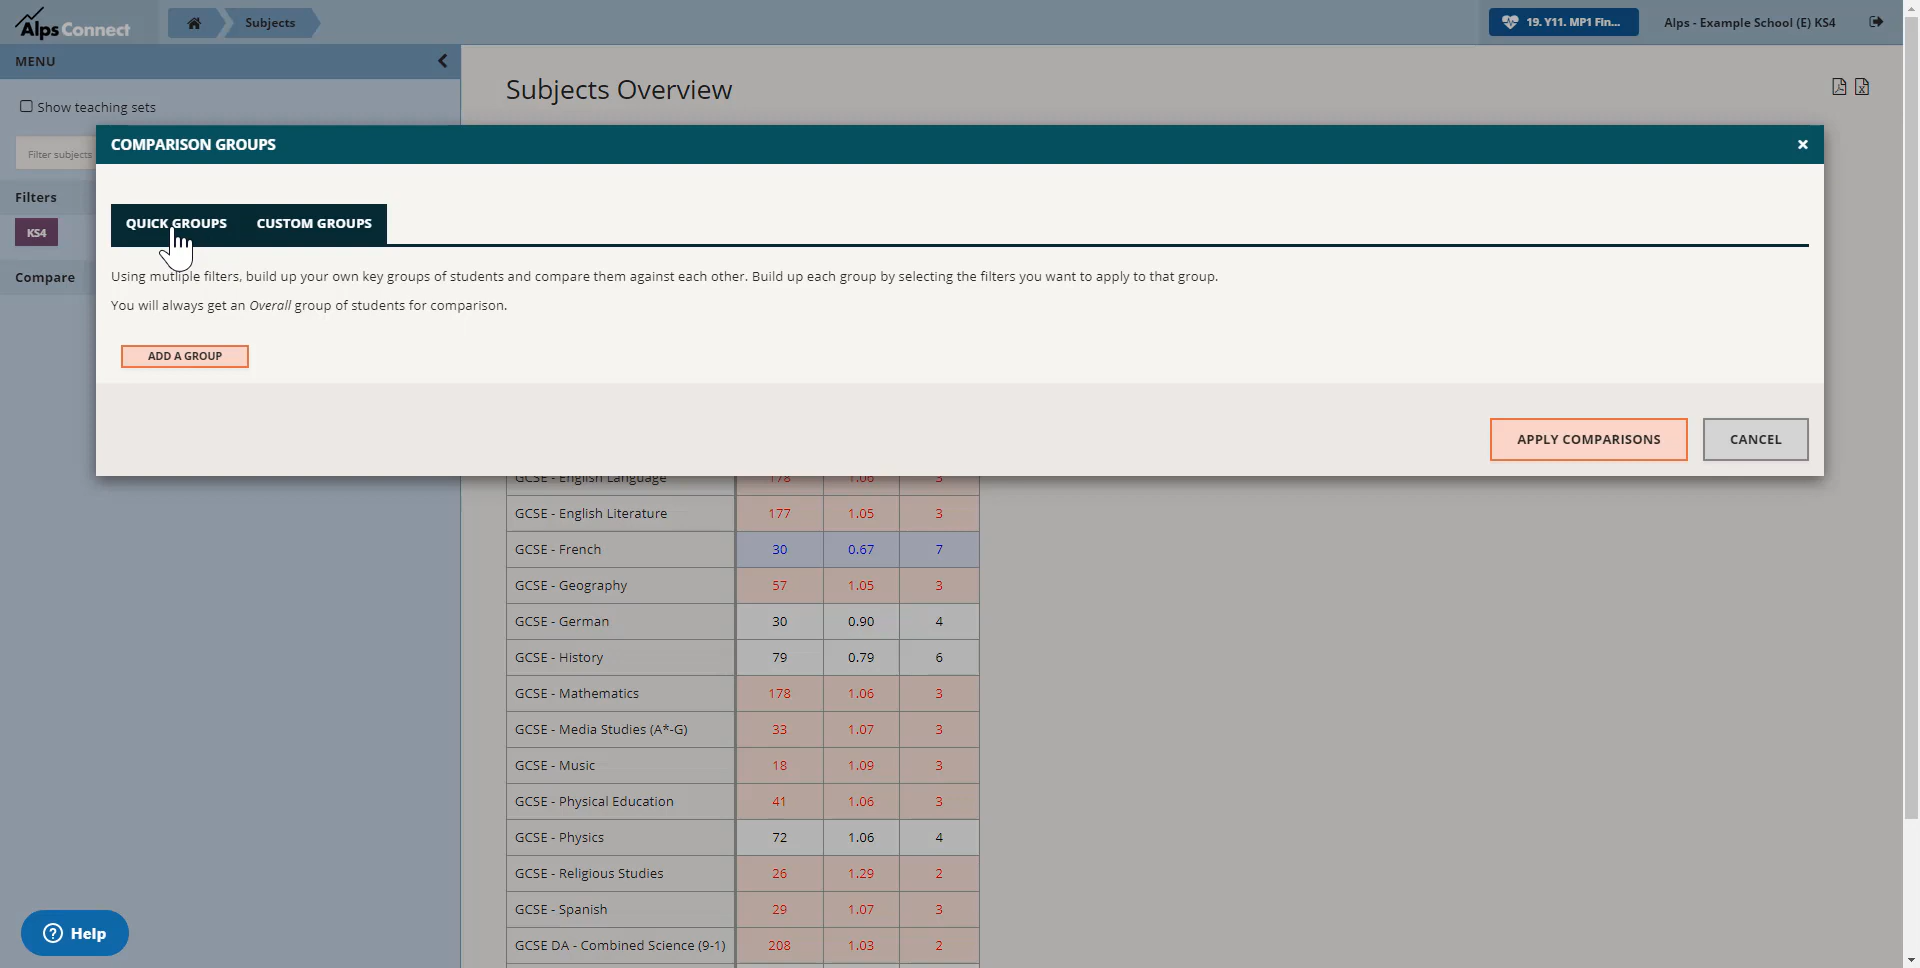 Alps Connect
Subjects
19. Y11. MP1 Fin...
Alps - Example School (E) KS4
MENU
Show teaching sets
Filter subjects
Filters
KS4
Compare
Subjects Overview
COMPARISON GROUPS
×
QUICK GROUPS
CUSTOM GROUPS
Using mutliple filters, build up your own key groups of students and compare them against each other. Build up each group by selecting the filters you want to apply to that group.
You will always get an Overall group of students for comparison.
ADD A GROUP
APPLY COMPARISONS
CANCEL
GCSE - English Language 178 1.06 3
GCSE - English Literature 177 1.05 3
GCSE - French 30 0.67 7
GCSE - Geography 57 1.05 3
GCSE - German 30 0.90 4
GCSE - History 79 0.79 6
GCSE - Mathematics 178 1.06 3
GCSE - Media Studies (A*-G) 33 1.07 3
GCSE - Music 18 1.09 3
GCSE - Physical Education 41 1.06 3
GCSE - Physics 72 1.06 4
GCSE - Religious Studies 26 1.29 2
GCSE - Spanish 29 1.07 3
GCSE DA - Combined Science (9-1) 208 1.03 2
? Help